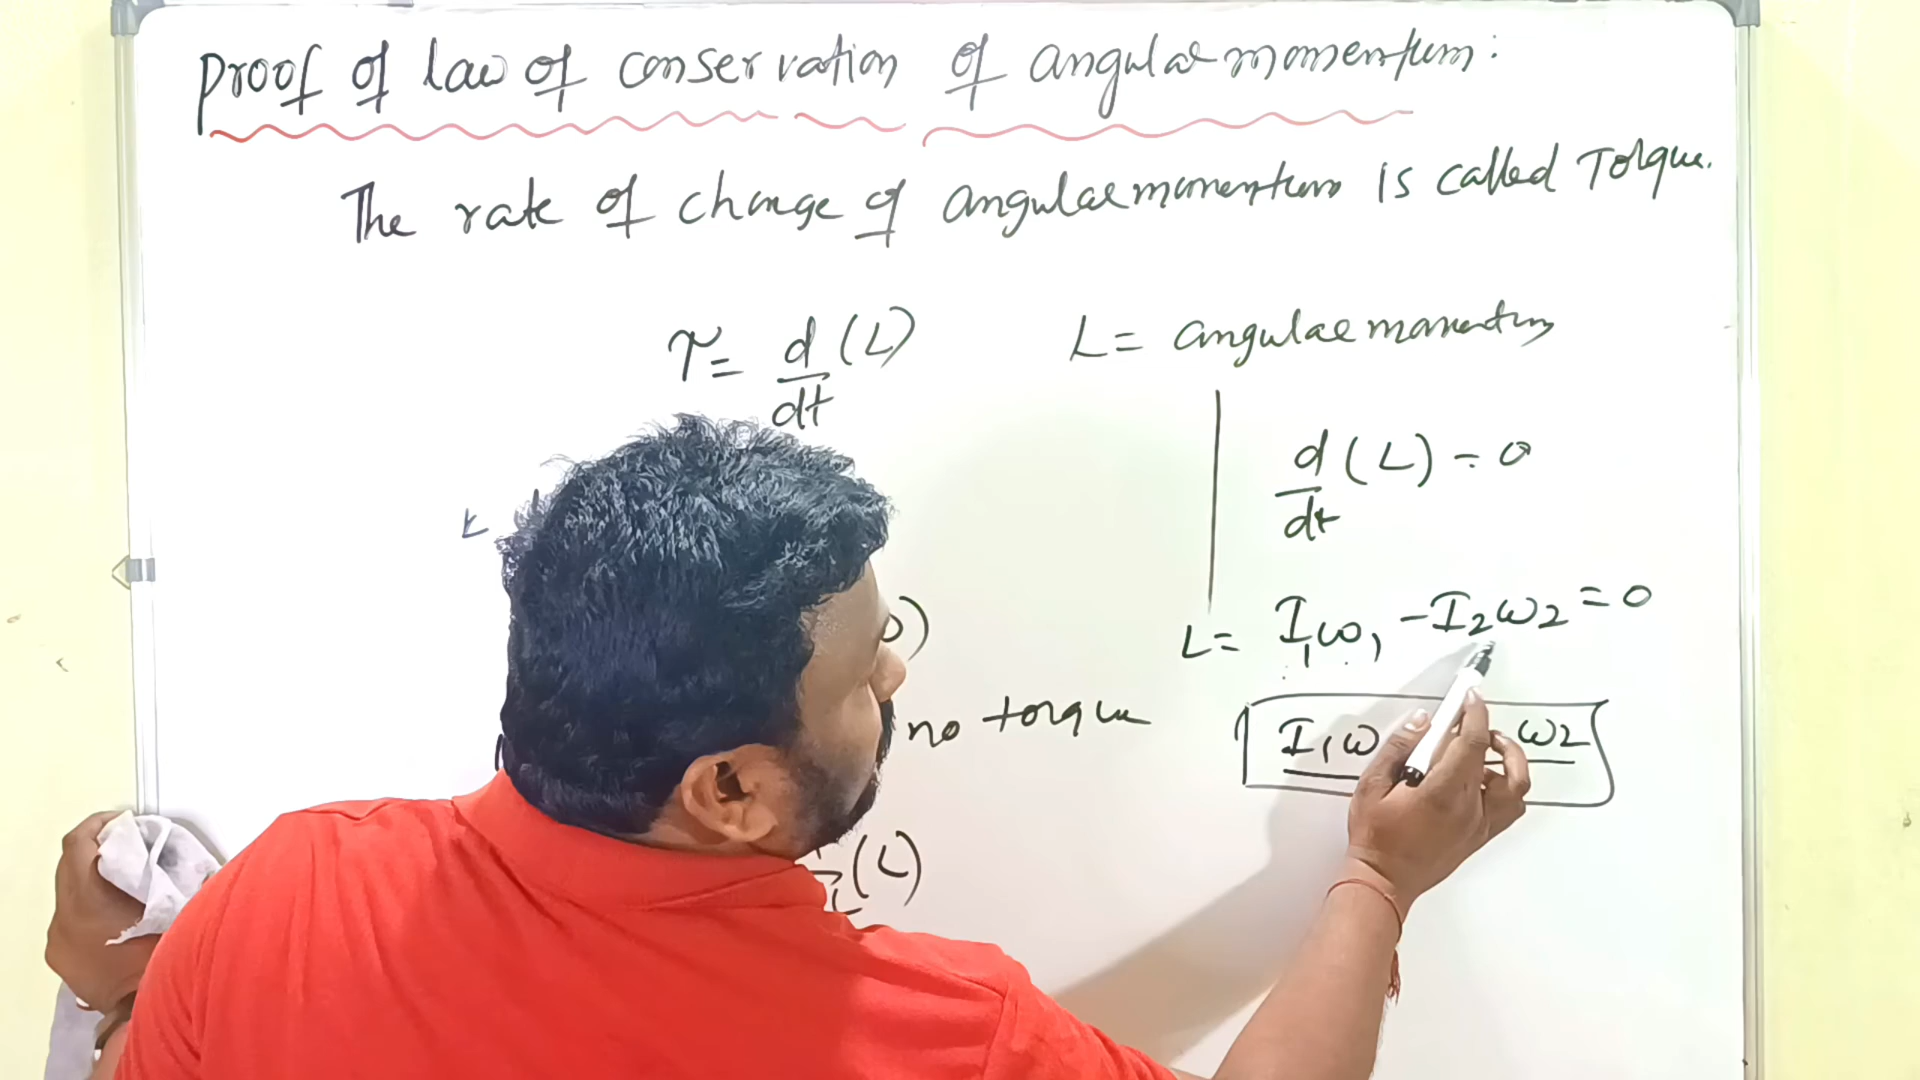 Proof of law of conservation of angular momentum:
The rate of change of angular momentum is called Torque.
τ = d/dt (L)
L = angular momentum
d/dt (L) = 0
L = I₁ω₁ - I₂ω₂ = 0
no torque
I₁ω ω₂
(L)